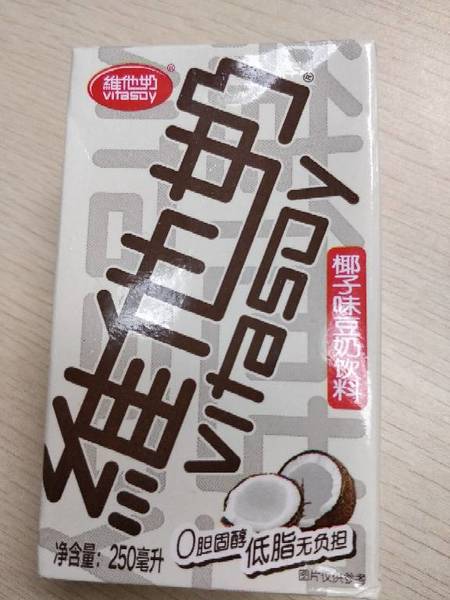 維他奶
vitasoy
®
維他奶®
vitasoy
椰子味豆奶饮料
0胆固醇
低脂无负担
净含量：250毫升
图片仅供参考